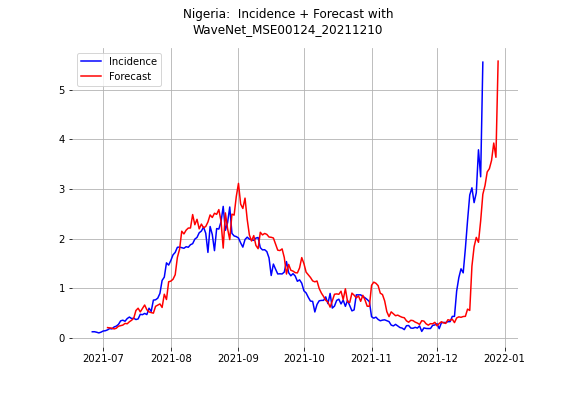 Nigeria:  Incidence + Forecast with
WaveNet_MSE00124_20211210
Incidence
Forecast
5
4
3
2
1
0
2021-07 2021-08 2021-09 2021-10 2021-11 2021-12 2022-01